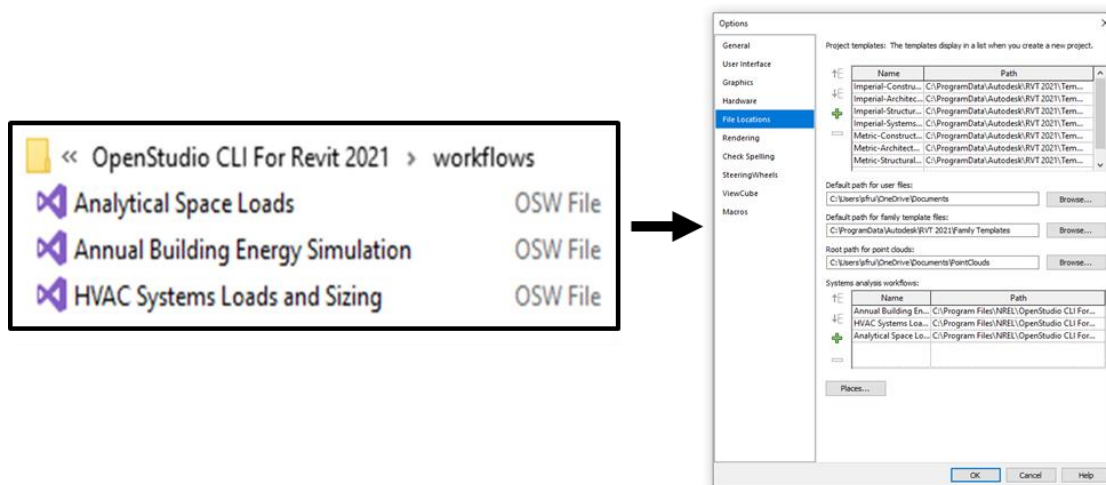 « OpenStudio CLI For Revit 2021 > workflows
Analytical Space Loads OSW File
Annual Building Energy Simulation OSW File
HVAC Systems Loads and Sizing OSW File
Options
General
User Interface
Graphics
Hardware
File Locations
Rendering
Check Spelling
SteeringWheels
ViewCube
Macros
Project templates: The templates display in a list when you create a new project.
Name Path
Imperial-Constru... C:\ProgramData\Autodesk\RVT 2021\Tem...
Imperial-Architec... C:\ProgramData\Autodesk\RVT 2021\Tem...
Imperial-Structur... C:\ProgramData\Autodesk\RVT 2021\Tem...
Imperial-Systems... C:\ProgramData\Autodesk\RVT 2021\Tem...
Metric-Construct... C:\ProgramData\Autodesk\RVT 2021\Tem...
Metric-Architect... C:\ProgramData\Autodesk\RVT 2021\Tem...
Metric-Structural... C:\ProgramData\Autodesk\RVT 2021\Tem...
Default path for user files:
C:\Users\sfrui\OneDrive\Documents Browse...
Default path for family template files:
C:\ProgramData\Autodesk\RVT 2021\Family Templates Browse...
Root path for point clouds:
C:\Users\sfrui\OneDrive\Documents\PointClouds Browse...
Systems analysis workflows:
Name Path
Annual Building En... C:\Program Files\NREL\OpenStudio CLI For...
HVAC Systems Loa... C:\Program Files\NREL\OpenStudio CLI For...
Analytical Space Lo... C:\Program Files\NREL\OpenStudio CLI For...
Places...
OK Cancel Help